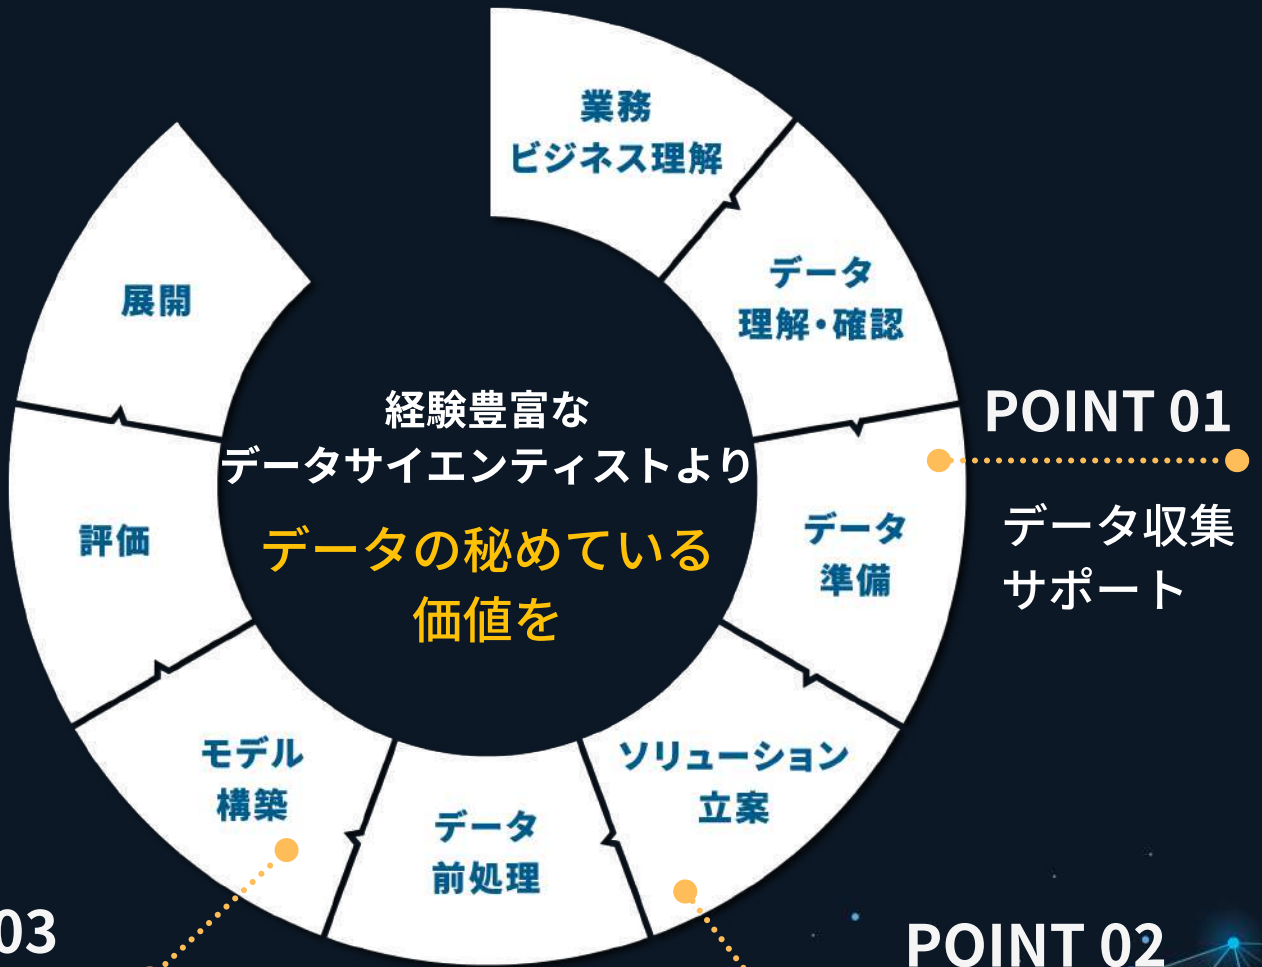 業務
ビジネス理解
データ
理解・確認
データ
準備
ソリューション
立案
データ
前処理
モデル
構築
評価
展開
経験豊富な
データサイエンティストより
データの秘めている
価値を
POINT 01
データ収集
サポート
POINT 02
03